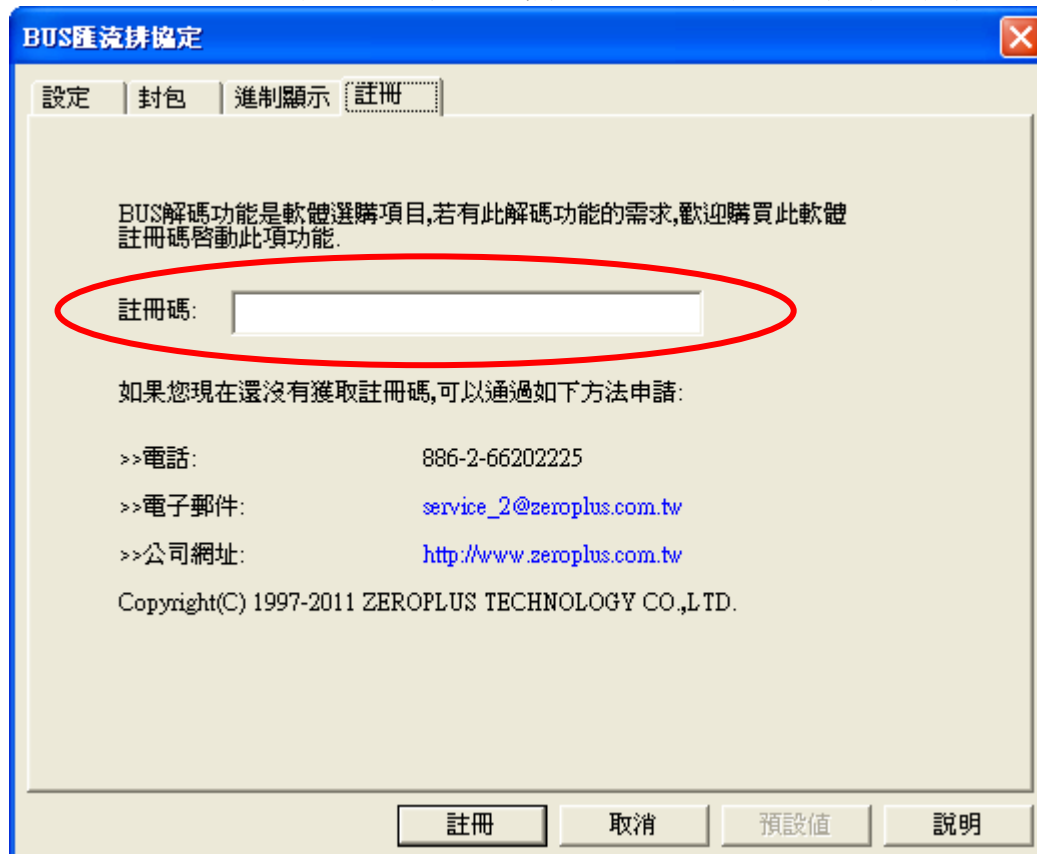 BUS匯流排協定
設定 封包 進制顯示 註冊
BUS解碼功能是軟體選購項目,若有此解碼功能的需求,歡迎購買此軟體
註冊碼啓動此項功能.
註冊碼:
如果您現在還沒有獲取註冊碼,可以通過如下方法申請:
>>電話: 886-2-66202225
>>電子郵件: service_2@zeroplus.com.tw
>>公司網址: http://www.zeroplus.com.tw
Copyright(C) 1997-2011 ZEROPLUS TECHNOLOGY CO.,LTD.
註冊 取消 預設值 說明